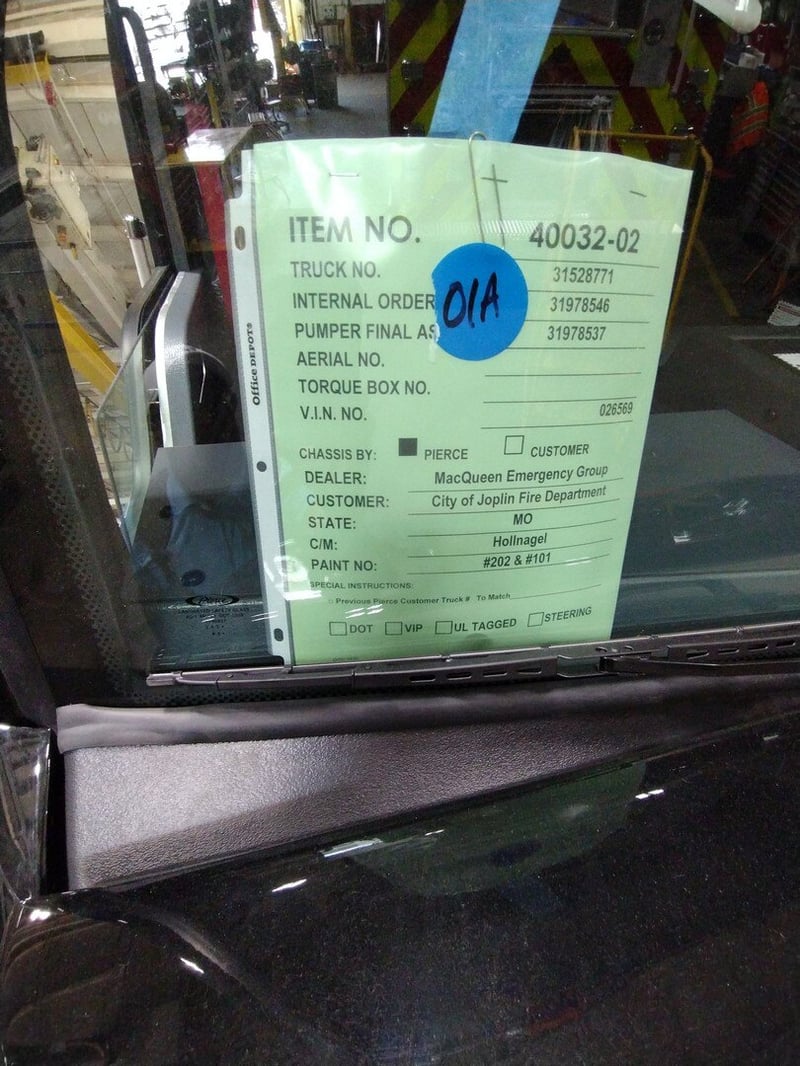 ITEM NO. 40032-02
TRUCK NO. 31528771
INTERNAL ORDER 31978546
PUMPER FINAL AS 31978537
01A
AERIAL NO.
TORQUE BOX NO.
V.I.N. NO. 026569
CHASSIS BY: PIERCE CUSTOMER
DEALER: MacQueen Emergency Group
CUSTOMER: City of Joplin Fire Department
STATE: MO
C/M: Hollnagel
PAINT NO: #202 & #101
SPECIAL INSTRUCTIONS:
Previous Pierce Customer Truck # To Match
DOT VIP UL TAGGED STEERING
Office DEPOT®